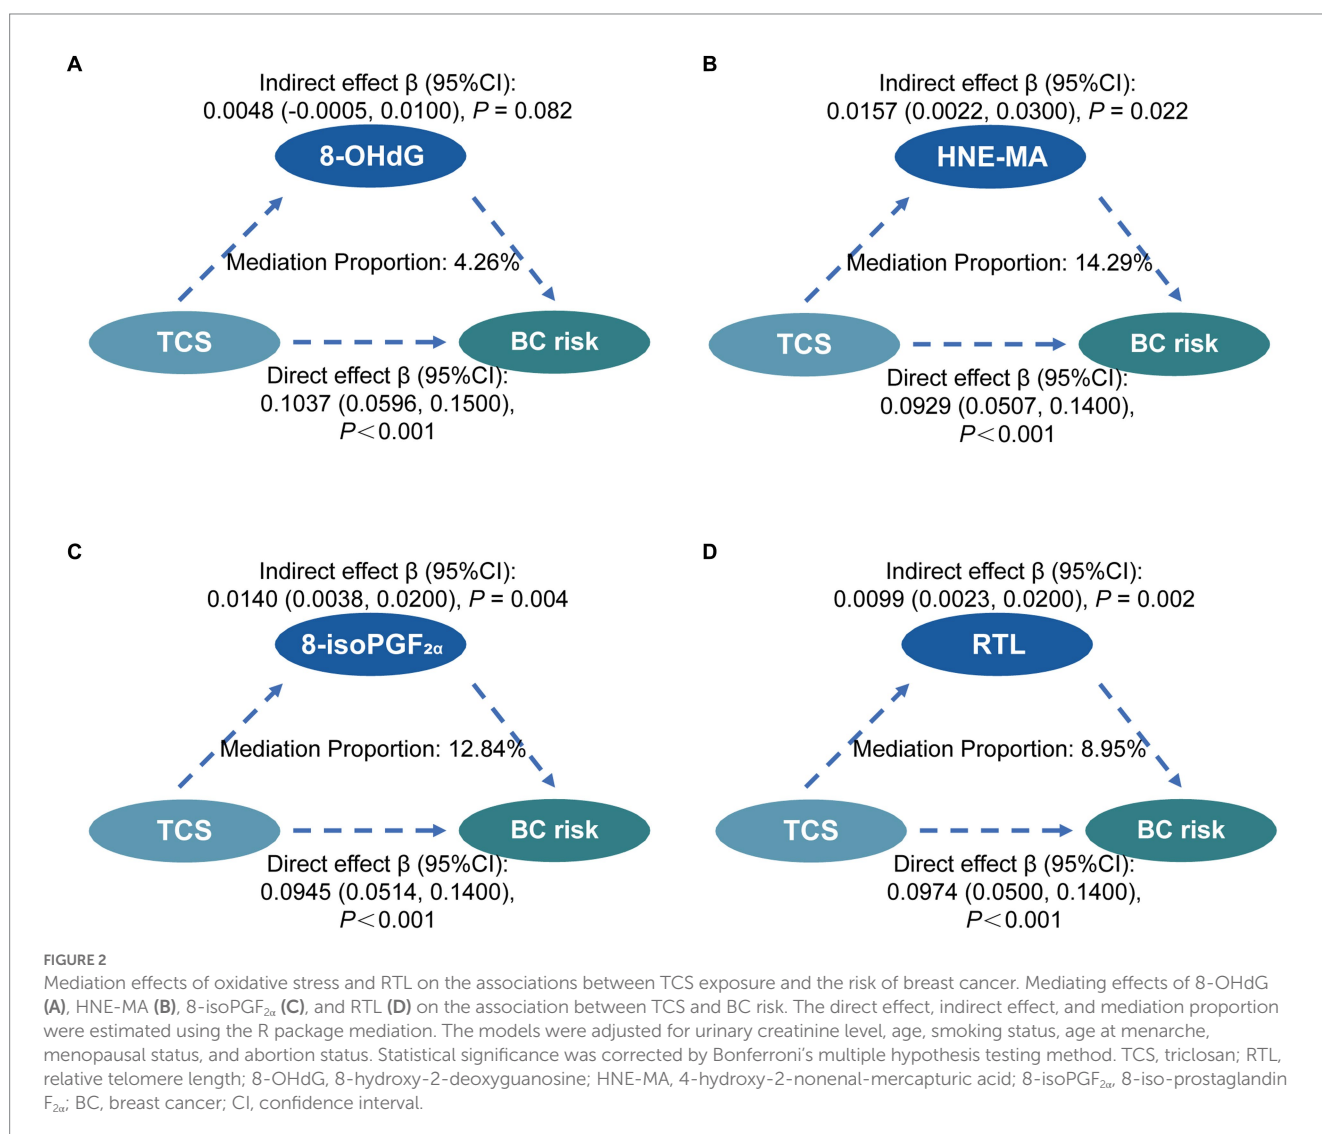 A
Indirect effect β (95%CI):
0.0048 (-0.0005, 0.0100), P = 0.082
8-OHdG
Mediation Proportion: 4.26%
TCS
BC risk
Direct effect β (95%CI):
0.1037 (0.0596, 0.1500),
P<0.001
B
Indirect effect β (95%CI):
0.0157 (0.0022, 0.0300), P = 0.022
HNE-MA
Mediation Proportion: 14.29%
TCS
BC risk
Direct effect β (95%CI):
0.0929 (0.0507, 0.1400),
P<0.001
C
Indirect effect β (95%CI):
0.0140 (0.0038, 0.0200), P = 0.004
8-isoPGF₂α
Mediation Proportion: 12.84%
TCS
BC risk
Direct effect β (95%CI):
0.0945 (0.0514, 0.1400),
P<0.001
D
Indirect effect β (95%CI):
0.0099 (0.0023, 0.0200), P = 0.002
RTL
Mediation Proportion: 8.95%
TCS
BC risk
Direct effect β (95%CI):
0.0974 (0.0500, 0.1400),
P<0.001
FIGURE 2
Mediation effects of oxidative stress and RTL on the associations between TCS exposure and the risk of breast cancer. Mediating effects of 8-OHdG
(A), HNE-MA (B), 8-isoPGF₂α (C), and RTL (D) on the association between TCS and BC risk. The direct effect, indirect effect, and mediation proportion
were estimated using the R package mediation. The models were adjusted for urinary creatinine level, age, smoking status, age at menarche,
menopausal status, and abortion status. Statistical significance was corrected by Bonferroni's multiple hypothesis testing method. TCS, triclosan; RTL,
relative telomere length; 8-OHdG, 8-hydroxy-2-deoxyguanosine; HNE-MA, 4-hydroxy-2-nonenal-mercapturic acid; 8-isoPGF₂α, 8-iso-prostaglandin
F₂α; BC, breast cancer; CI, confidence interval.